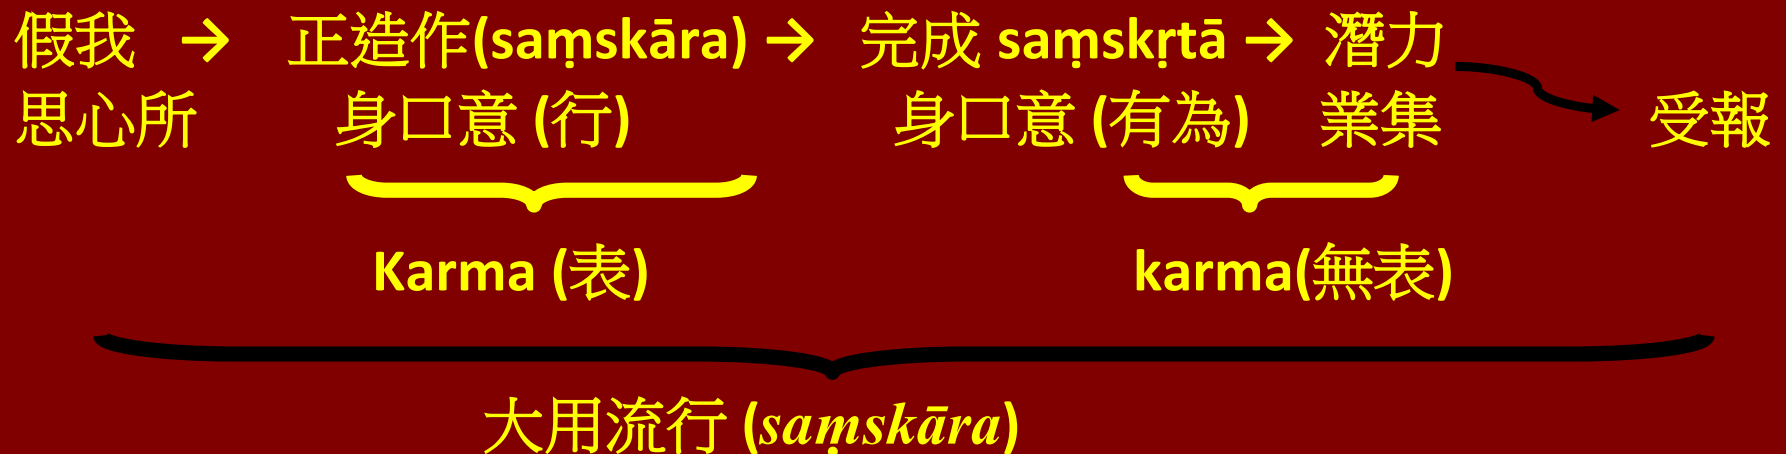 假我 → 正造作(saṃskāra) → 完成 saṃskṛtā → 潛力
思心所 身口意 (行) 身口意 (有為) 業集 受報
Karma (表) karma(無表)
大用流行 (saṃskāra)